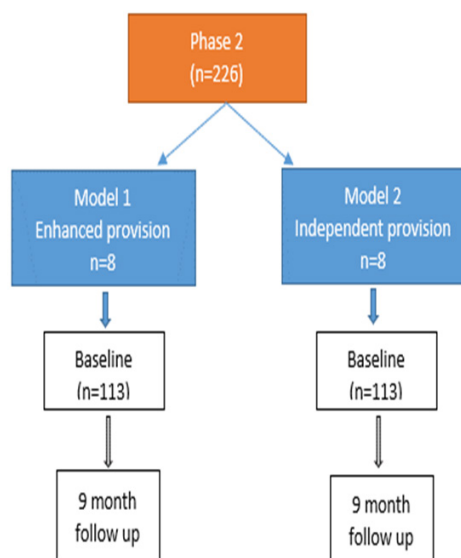 Phase 2
(n=226)
Model 1
Enhanced provision
n=8
Model 2
Independent provision
n=8
Baseline
(n=113)
Baseline
(n=113)
9 month
follow up
9 month
follow up